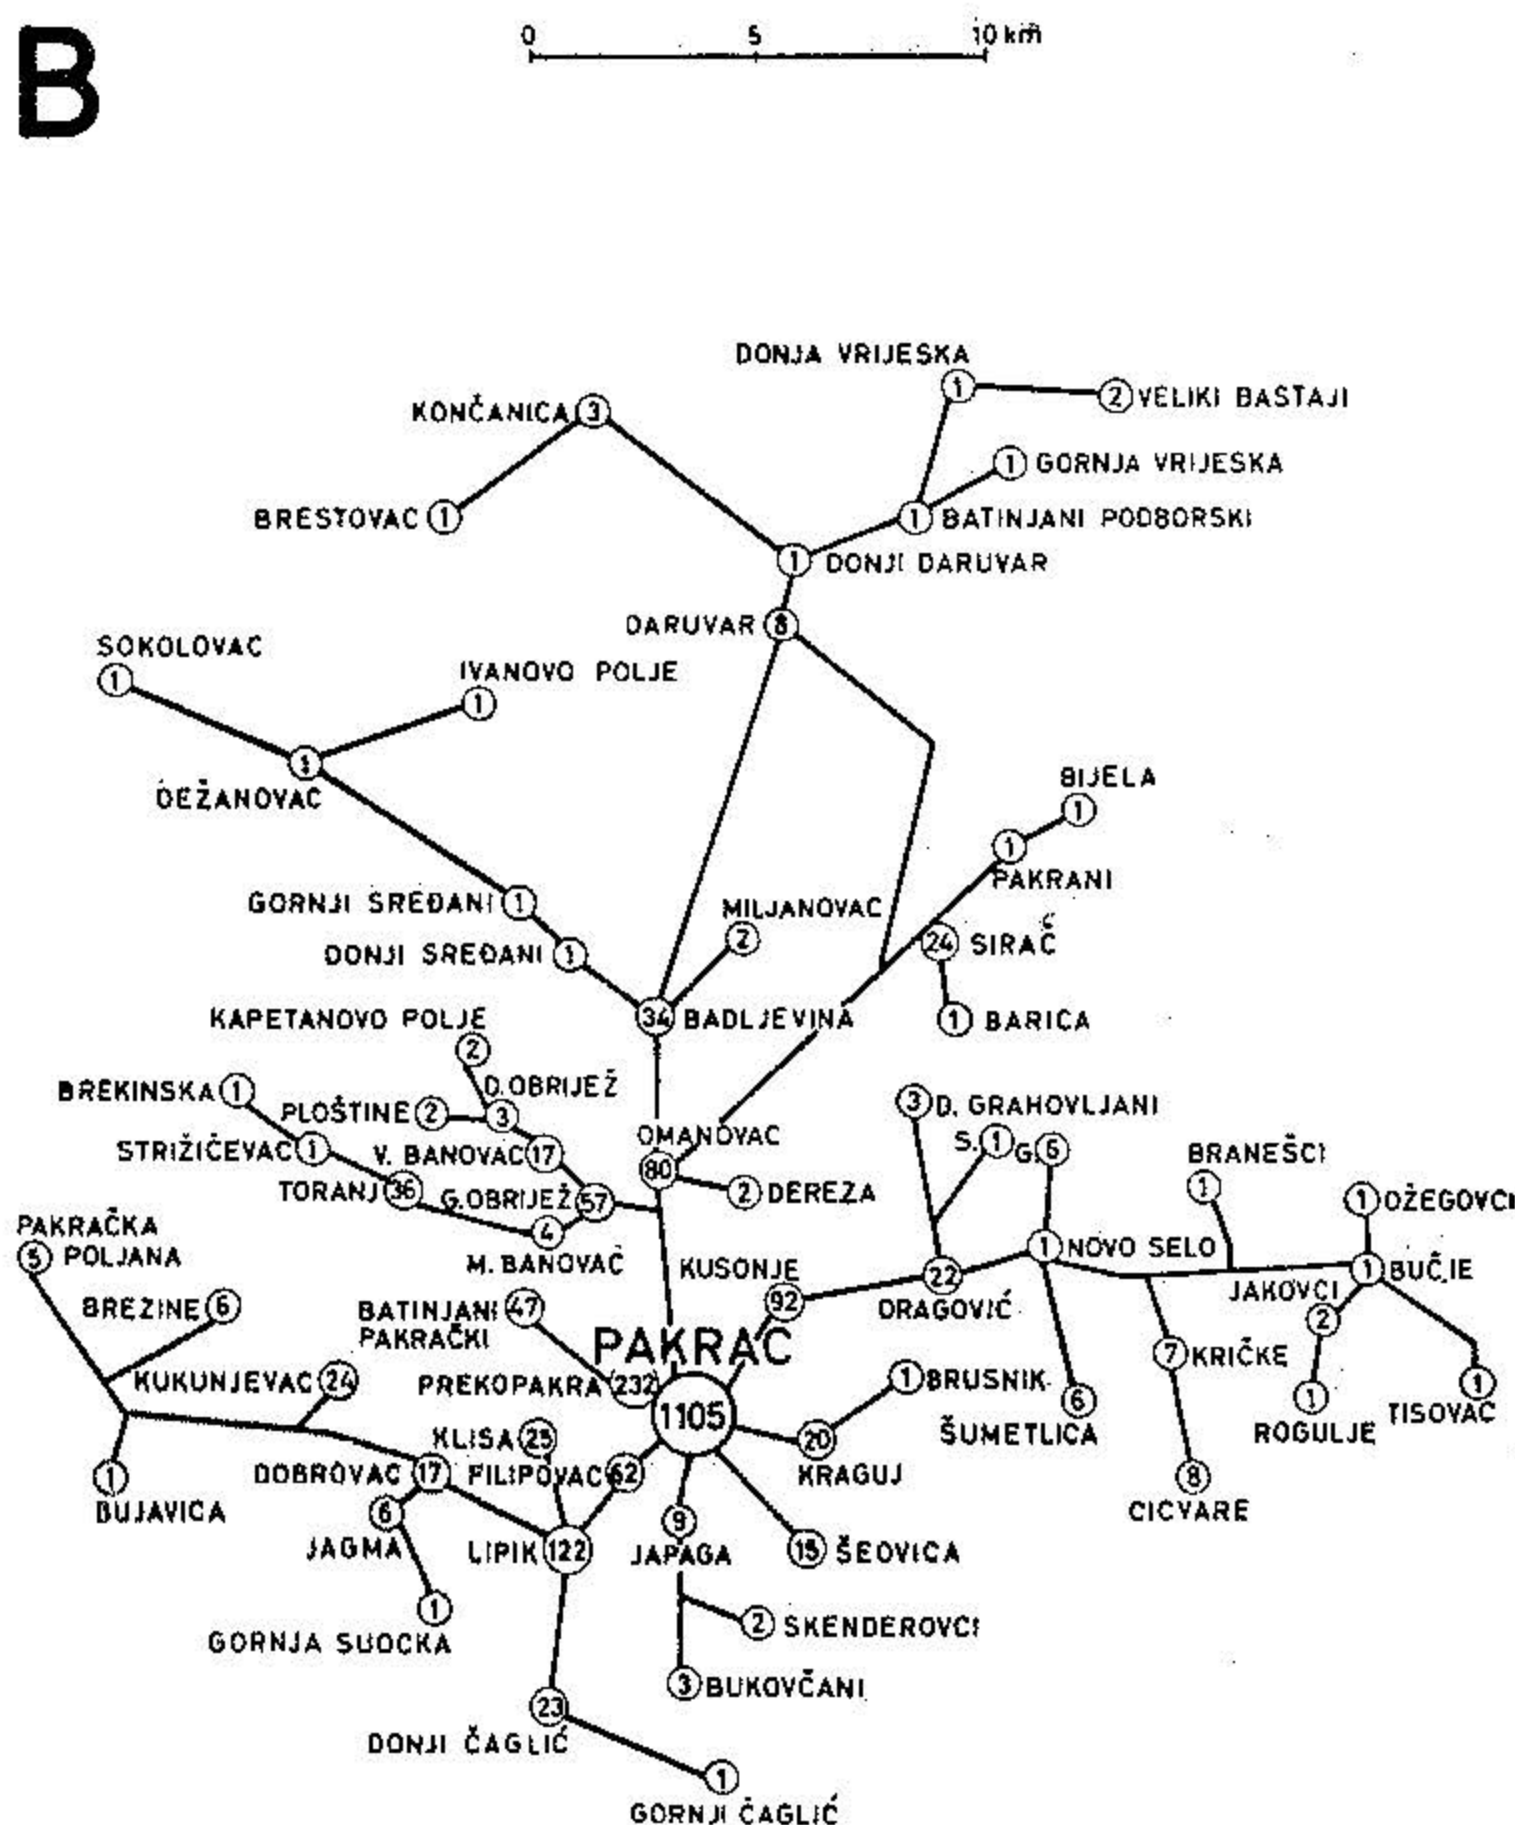 B
0 5 10 km
DONJA VRIJESKA
1
2 VELIKI BASTAJI
KONČANICA 3
1 GORNJA VRIJESKA
BRESTOVAC 1
1 BATINJANI PODBORSKI
1 DONJI DARUVAR
DARUVAR 8
SOKOLOVAC
1
IVANOVO POLJE
1
1
DEŽANOVAC
BIJELA
1
1
PAKRANI
GORNJI SREĐANI 1
MILJANOVAC
2
DONJI SREĐANI 1
24 SIRAČ
34 BADLJEVINA
1 BARICA
KAPETANOVO POLJE
2
D. OBRIJEŽ
3
BREKINSKA 1
PLOŠTINE 2
3 D. GRAHOVLJANI
STRIŽIČEVAC 1
V. BANOVAC 17
OMANOVAC
80
S. 1
G. 6
BRANEŠCI
1
TORANJ 36
G. OBRIJEŽ 57
2 DEREZA
1 OŽEGOVCI
PAKRAČKA
5 POLJANA
4
M. BANOVAČ
KUSONJE
92
22
DRAGOVIĆ
1 NOVO SELO
1 BUČJE
JAKOVCI
2
BREZINE 6
BATINJANI 47
PAKRAČKI
PAKRAC
1105
7 KRIČKE
KUKUNJEVAC 24
PREKOPAKRA 232
1 BRUSNIK
6
ŠUMETLICA
1
ROGULJE
1
TISOVAC
KLISA 25
20
KRAGUJ
DOBROVAC 17
FILIPOVAC 62
1
BUJAVICA
8
CICVARE
6
JAGMA
LIPIK 122
9
JAPAGA
15 ŠEOVICA
1
GORNJA SUOCKA
2 SKENDEROVCI
3 BUKOVČANI
23
DONJI ČAGLIĆ
1
GORNJI ČAGLIĆ